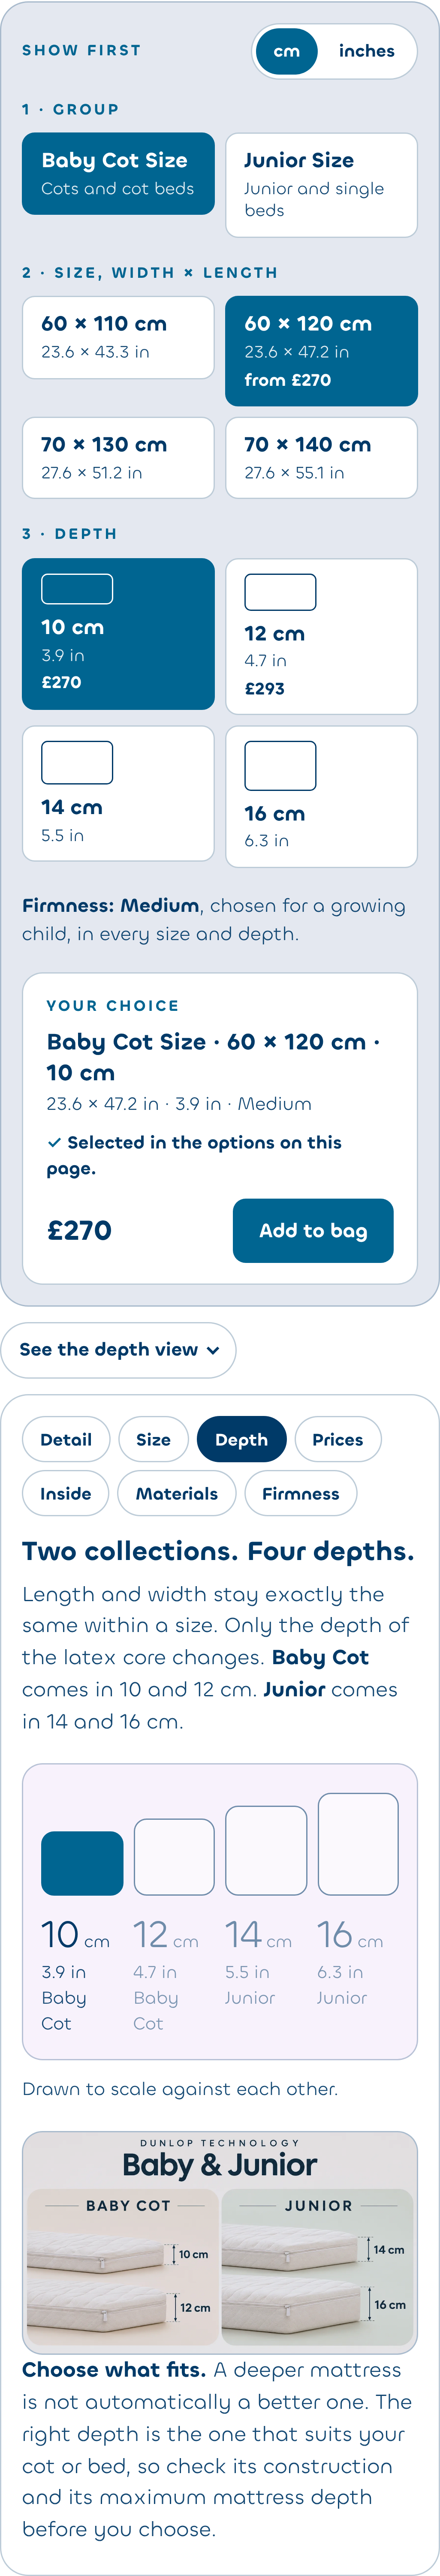 SHOW FIRST
cm inches
1 · GROUP
Baby Cot Size
Cots and cot beds
Junior Size
Junior and single
beds
2 · SIZE, WIDTH × LENGTH
60 × 110 cm
23.6 × 43.3 in
60 × 120 cm
23.6 × 47.2 in
from £270
70 × 130 cm
27.6 × 51.2 in
70 × 140 cm
27.6 × 55.1 in
3 · DEPTH
10 cm
3.9 in
£270
12 cm
4.7 in
£293
14 cm
5.5 in
16 cm
6.3 in
Firmness: Medium, chosen for a growing
child, in every size and depth.
YOUR CHOICE
Baby Cot Size · 60 × 120 cm ·
10 cm
23.6 × 47.2 in · 3.9 in · Medium
✓ Selected in the options on this
page.
£270
Add to bag
See the depth view
Detail Size Depth Prices
Inside Materials Firmness
Two collections. Four depths.
Length and width stay exactly the
same within a size. Only the depth of
the latex core changes. Baby Cot
comes in 10 and 12 cm. Junior comes
in 14 and 16 cm.
10 cm
3.9 in
Baby
Cot
12 cm
4.7 in
Baby
Cot
14 cm
5.5 in
Junior
16 cm
6.3 in
Junior
Drawn to scale against each other.
DUNLOP TECHNOLOGY
Baby & Junior
BABY COT
10 cm
12 cm
JUNIOR
14 cm
16 cm
Choose what fits. A deeper mattress
is not automatically a better one. The
right depth is the one that suits your
cot or bed, so check its construction
and its maximum mattress depth
before you choose.